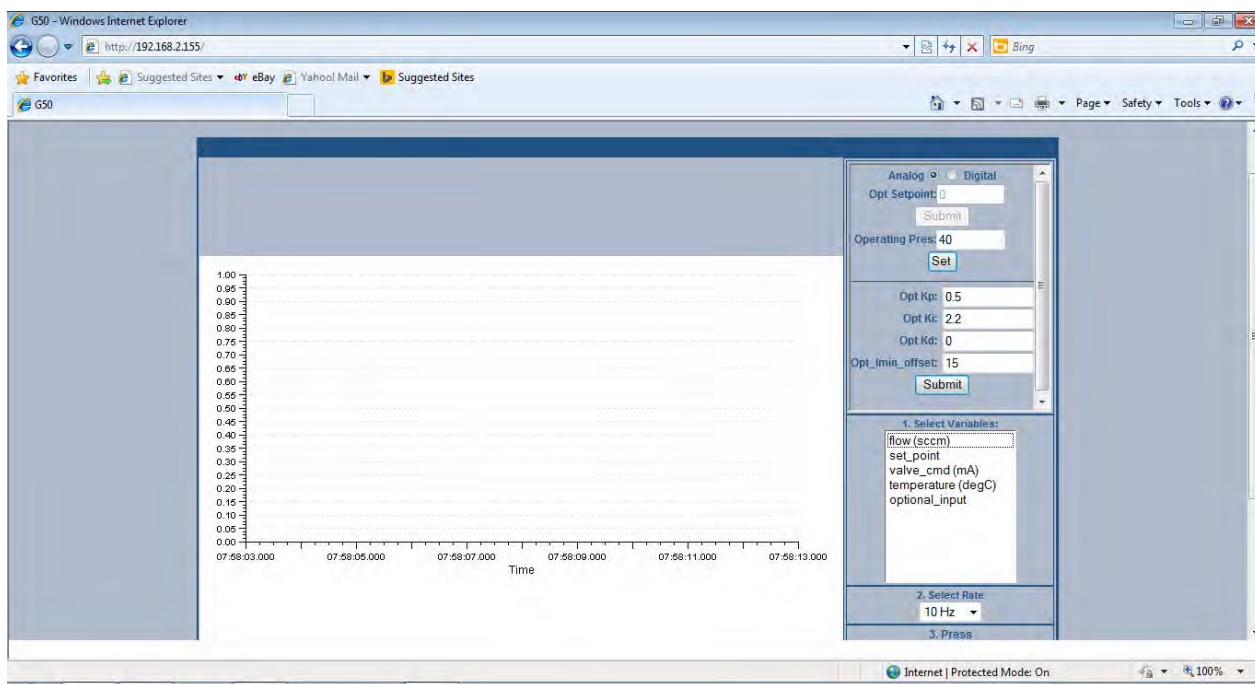 G50 - Windows Internet Explorer
http://192.168.2.155/
Bing
Favorites Suggested Sites eBay Yahoo! Mail Suggested Sites
G50
Page Safety Tools
Analog Digital
Opt Setpoint: 0
Submit
Operating Pres: 40
Set
Opt Kp: 0.5
Opt Ki: 2.2
Opt Kd: 0
Opt_Imin_offset: 15
Submit
1.00
0.95
0.90
0.85
0.80
0.75
0.70
0.65
0.60
0.55
0.50
0.45
0.40
0.35
0.30
0.25
0.20
0.15
0.10
0.05
0.00
07:58:03.000 07:58:05.000 07:58:07.000 07:58:09.000 07:58:11.000 07:58:13.000
Time
1. Select Variables:
flow (sccm)
set_point
valve_cmd (mA)
temperature (degC)
optional_input
2. Select Rate
10 Hz
3. Press
Internet | Protected Mode: On
100%